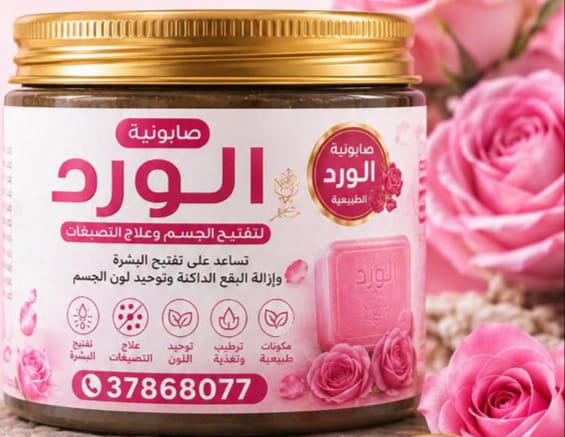 صابونية
الورد
لتفتيح الجسم وعلاج التصبغات
تساعد على تفتيح البشرة
وإزالة البقع الداكنة وتوحيد لون الجسم
مكونات
طبيعية
ترطيب
وتغذية
توحيد
اللون
علاج
التصبغات
تفتيح
البشرة
37868077
صابونية
الورد
الطبيعية
الورد